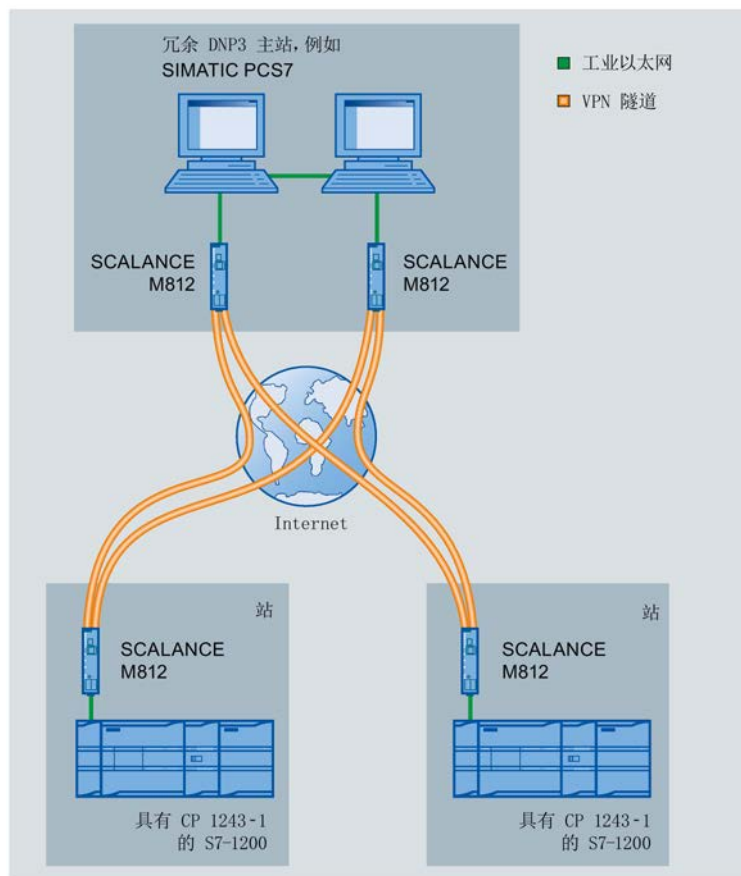 冗余 DNP3 主站，例如
SIMATIC PCS7
工业以太网
VPN 隧道
SCALANCE
M812
SCALANCE
M812
Internet
站
SCALANCE
M812
具有 CP 1243-1
的 S7-1200
站
SCALANCE
M812
具有 CP 1243-1
的 S7-1200